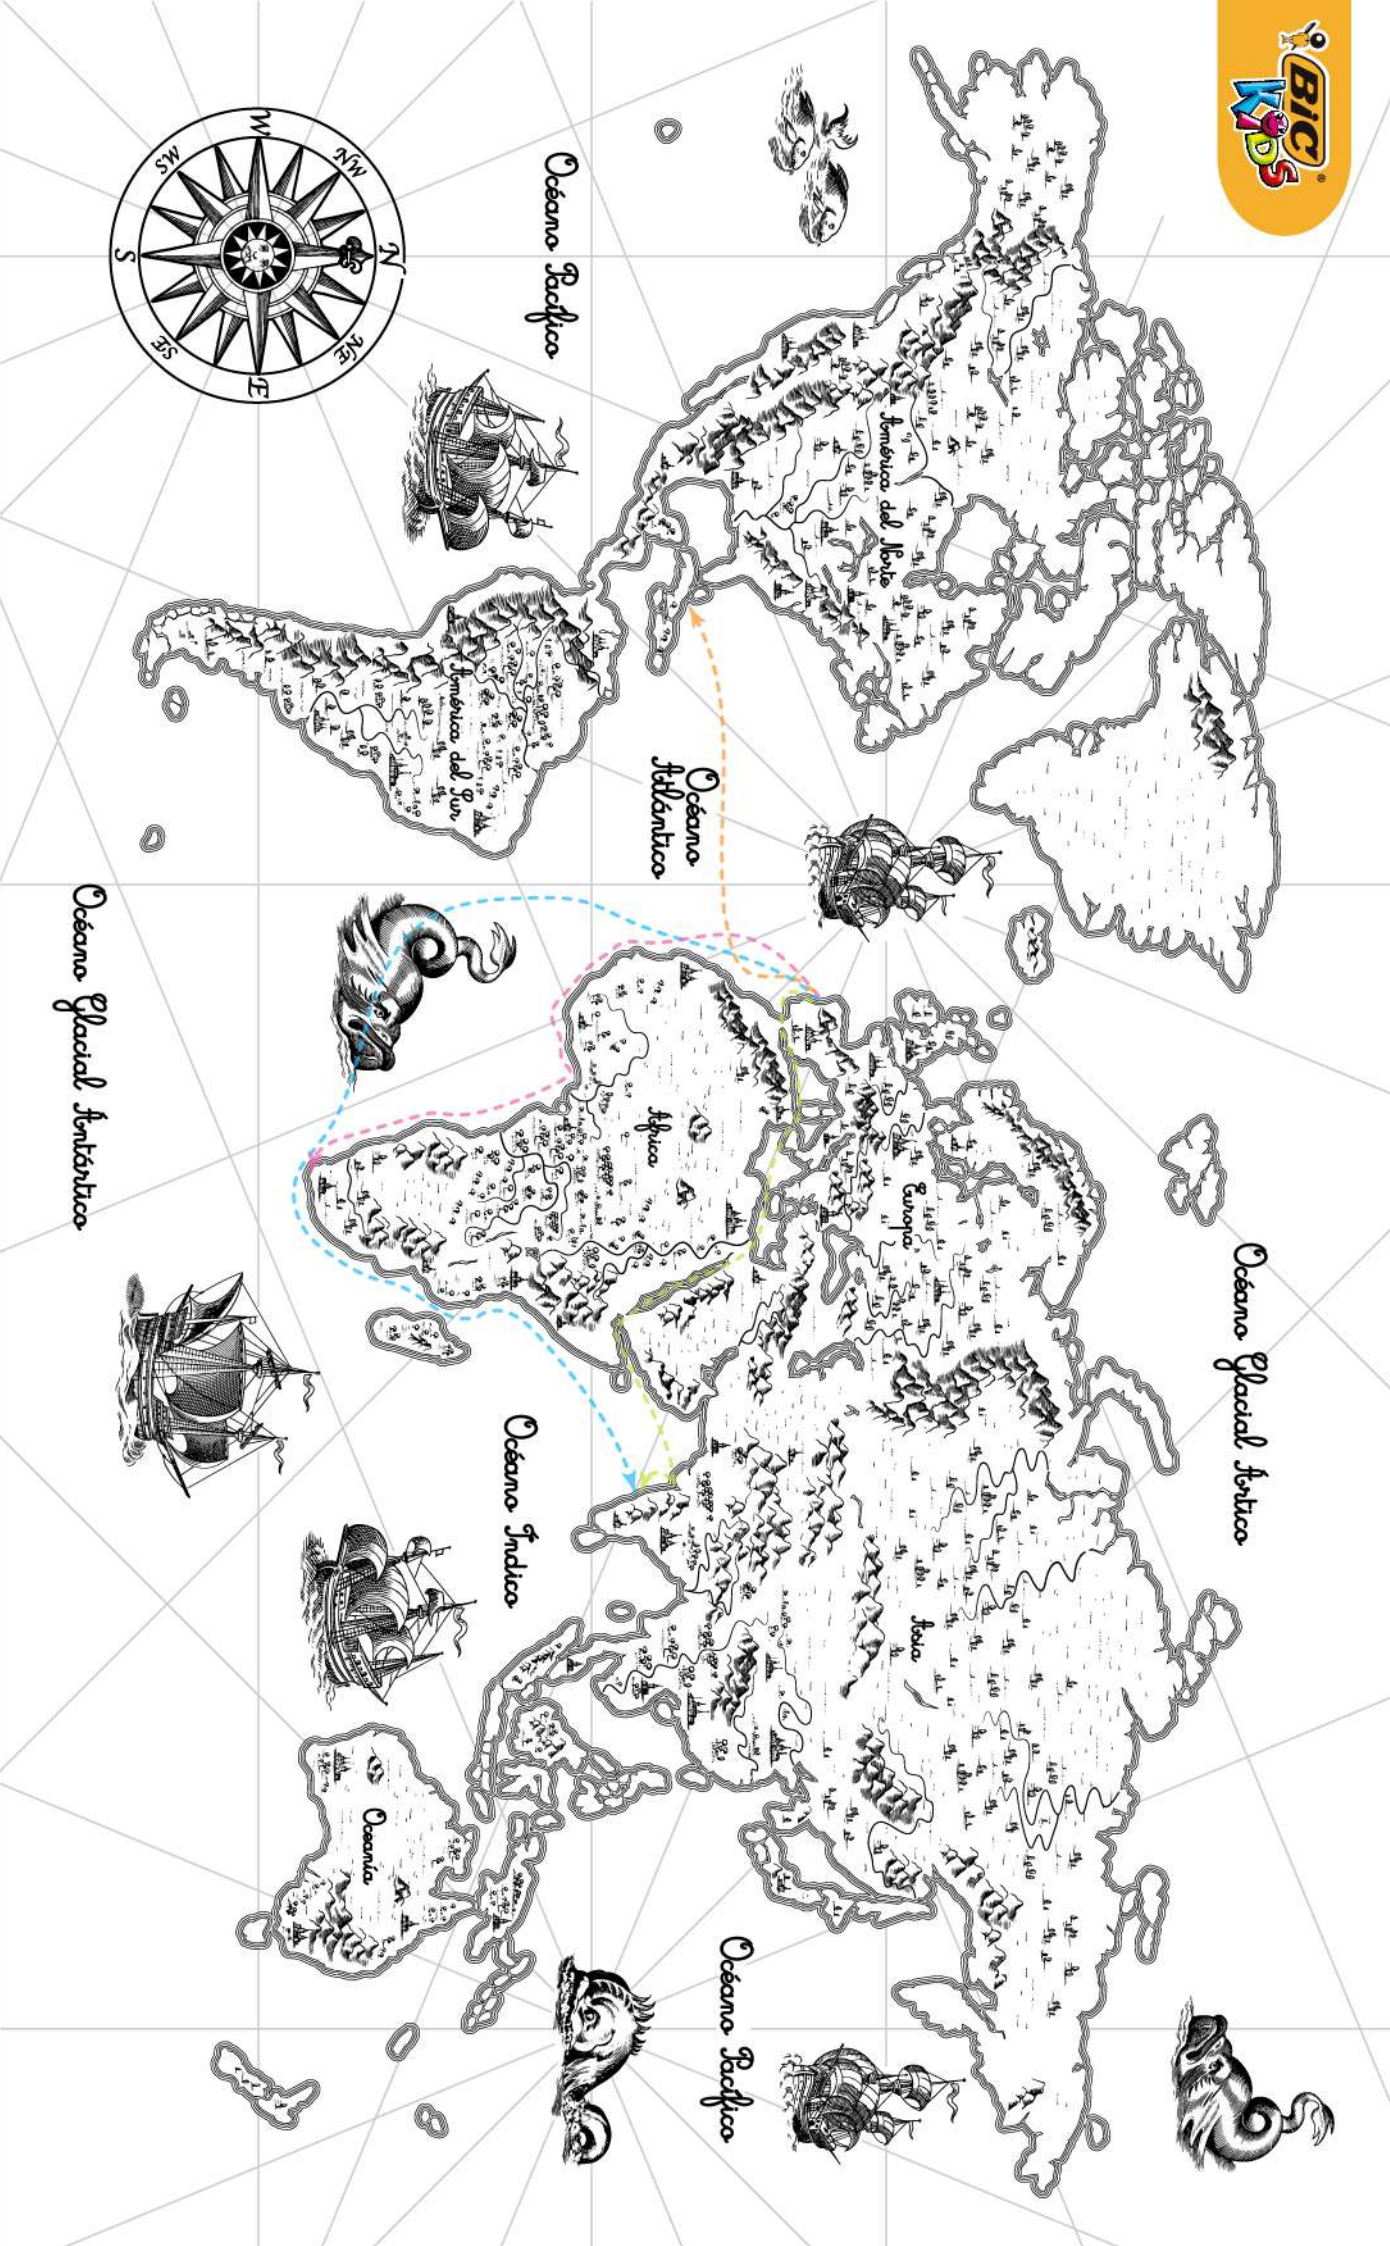 BIC
KIDS
Océano Glacial Ártico
América del Norte
Europa
Asia
Océano Pacífico
Océano
Atlántico
África
Océano Pacífico
América del Sur
Océano Índico
Oceanía
N
NE
E
SE
S
SW
W
NW
Océano Glacial Antártico